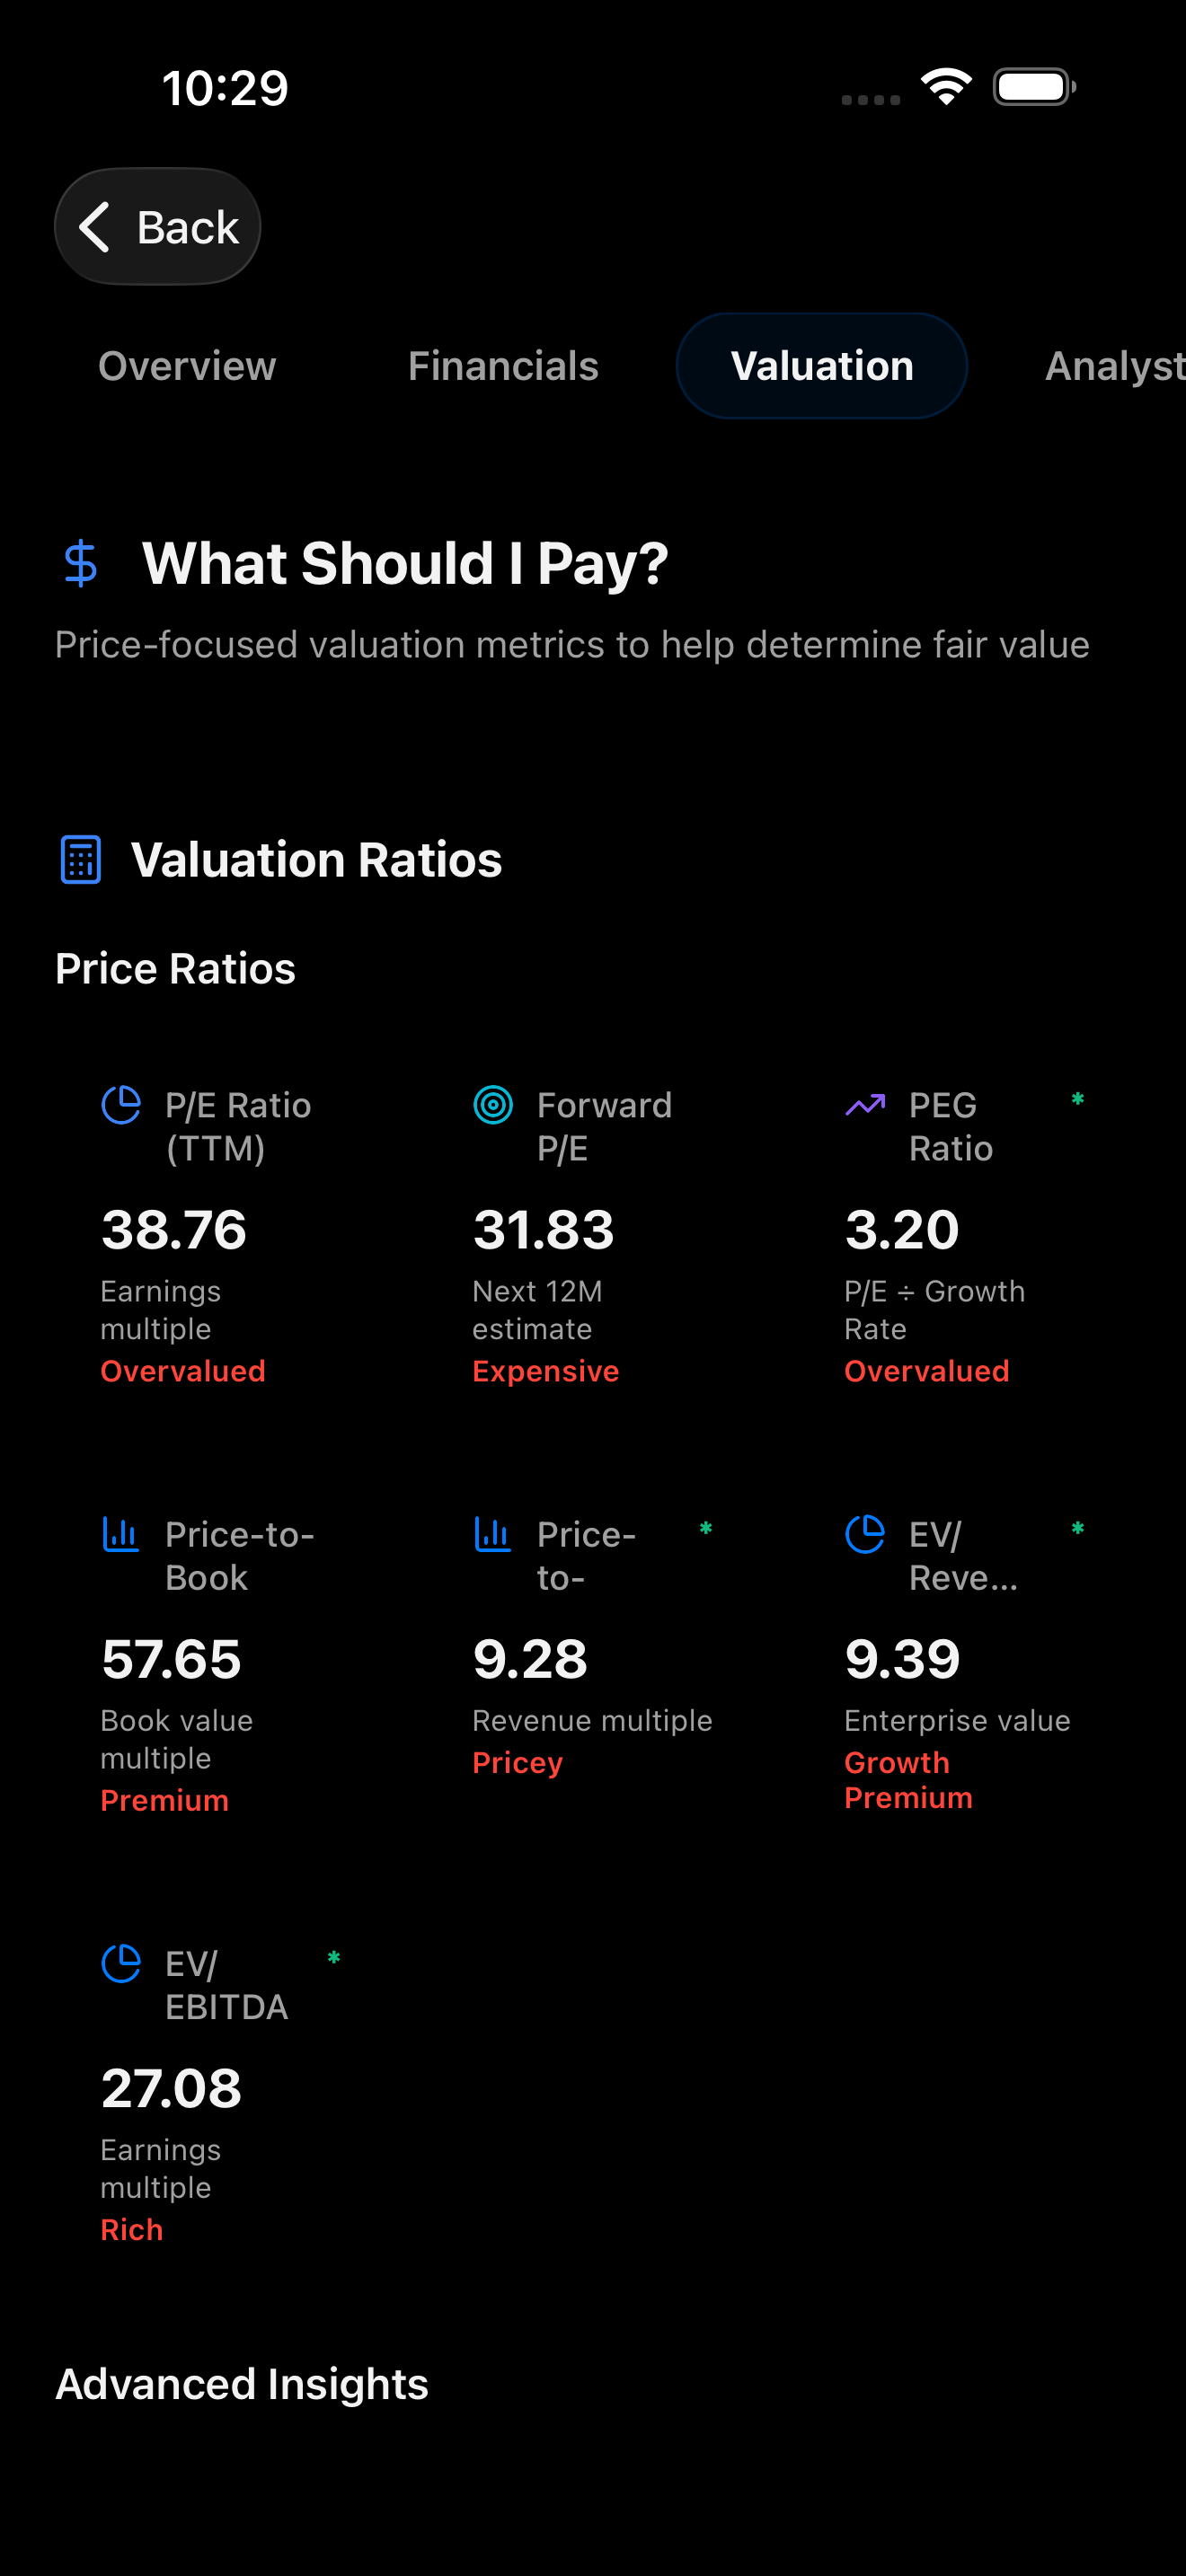 10:29
Back
Overview
Financials
Valuation
Analyst
What Should I Pay?
Price-focused valuation metrics to help determine fair value
Valuation Ratios
Price Ratios
P/E Ratio
(TTM)
38.76
Earnings
multiple
Overvalued
Forward
P/E
31.83
Next 12M
estimate
Expensive
PEG
Ratio
*
3.20
P/E ÷ Growth
Rate
Overvalued
Price-to-
Book
57.65
Book value
multiple
Premium
Price-
to-
*
9.28
Revenue multiple
Pricey
EV/
Reve...
*
9.39
Enterprise value
Growth
Premium
EV/
EBITDA
*
27.08
Earnings
multiple
Rich
Advanced Insights